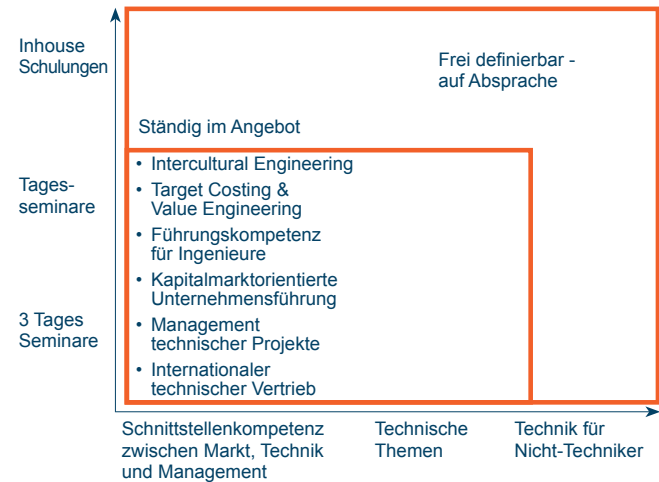 Inhouse
Schulungen
Frei definierbar -
auf Absprache
Ständig im Angebot
Tages-
seminare
• Intercultural Engineering
• Target Costing &
Value Engineering
• Führungskompetenz
für Ingenieure
• Kapitalmarktorientierte
Unternehmensführung
3 Tages
Seminare
• Management
technischer Projekte
• Internationaler
technischer Vertrieb
Schnittstellenkompetenz
zwischen Markt, Technik
und Management
Technische
Themen
Technik für
Nicht-Techniker